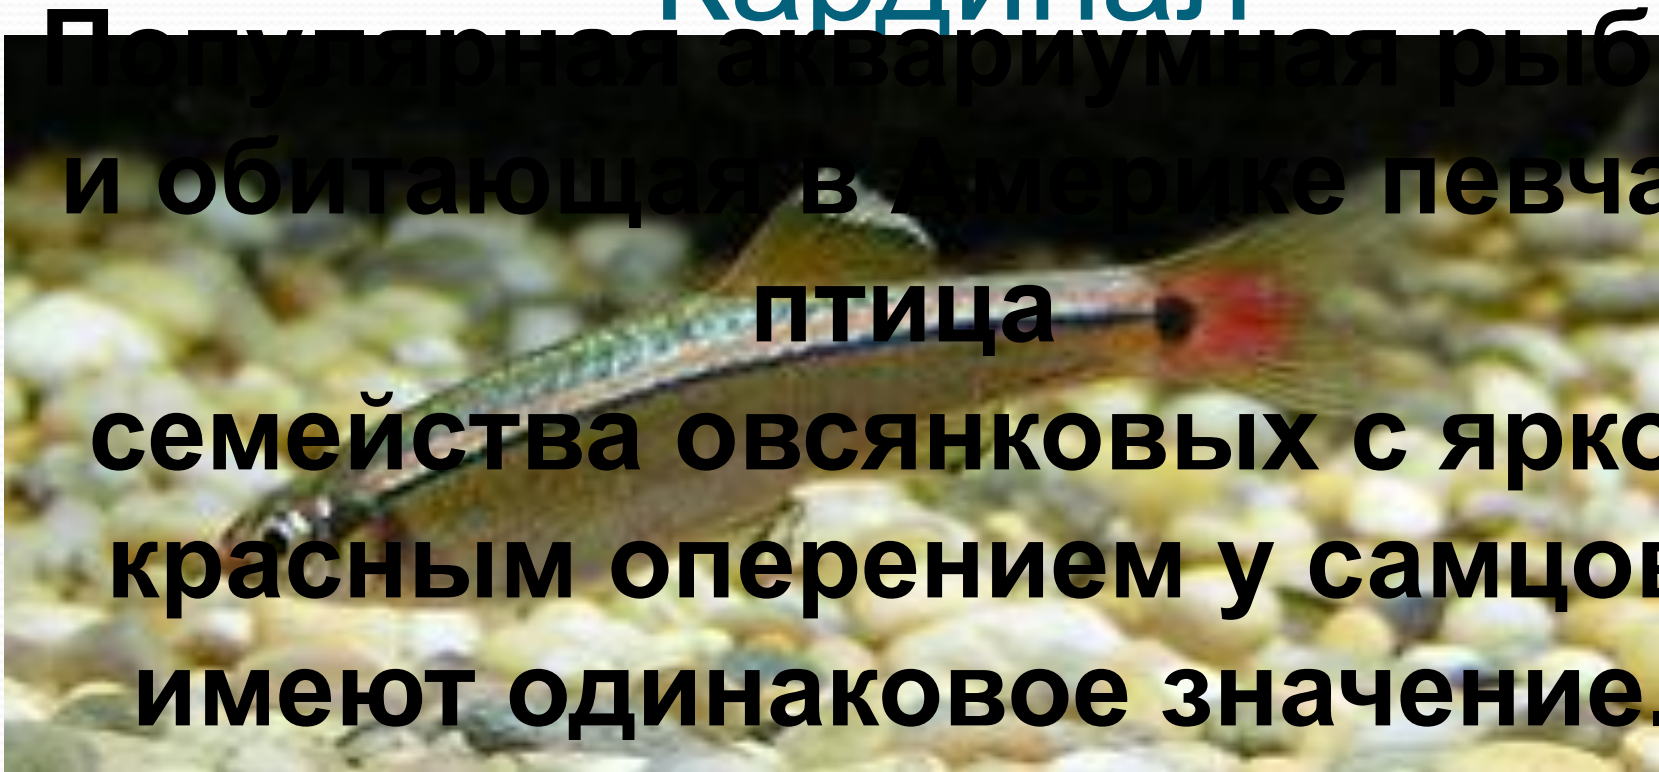 Кардинал
Популярная аквариумная рыб
и обитающая в Америке певча
птица
семейства овсянковых с ярко
красным оперением у самцов
имеют одинаковое значение.